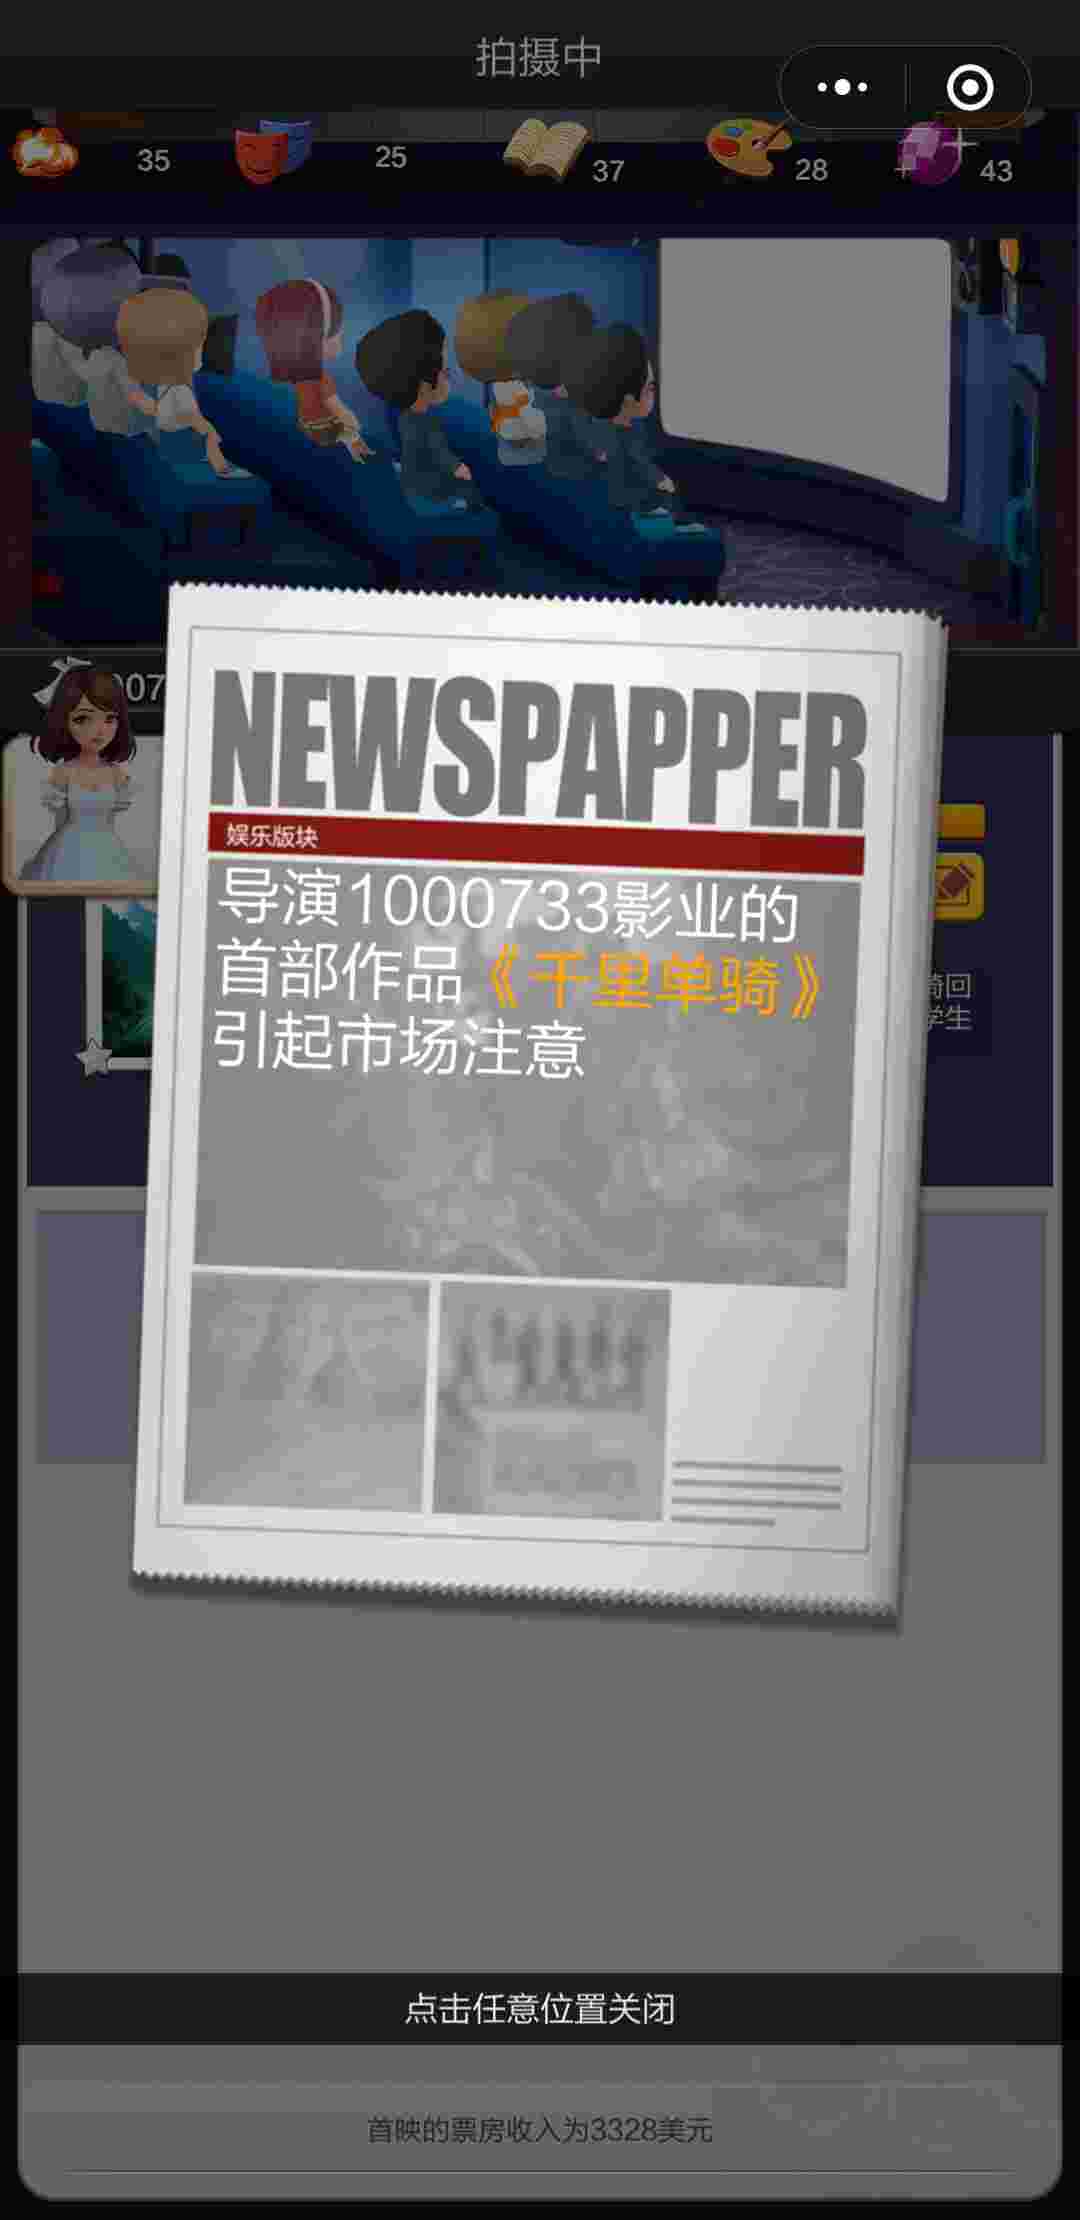 拍摄中
35
25
37
28
43
007
NEWSPAPPER
娱乐版块
导演1000733影业的
首部作品《千里单骑》
引起市场注意
骑回
学生
点击任意位置关闭
首映的票房收入为3328美元